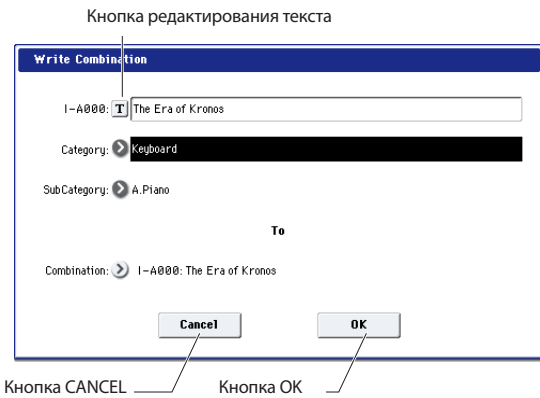 Кнопка редактирования текста
Write Combination
I-A000: T The Era of Kronos
Category: Keyboard
SubCategory: A.Piano
To
Combination: I-A000: The Era of Kronos
Cancel OK
Кнопка CANCEL Кнопка OK